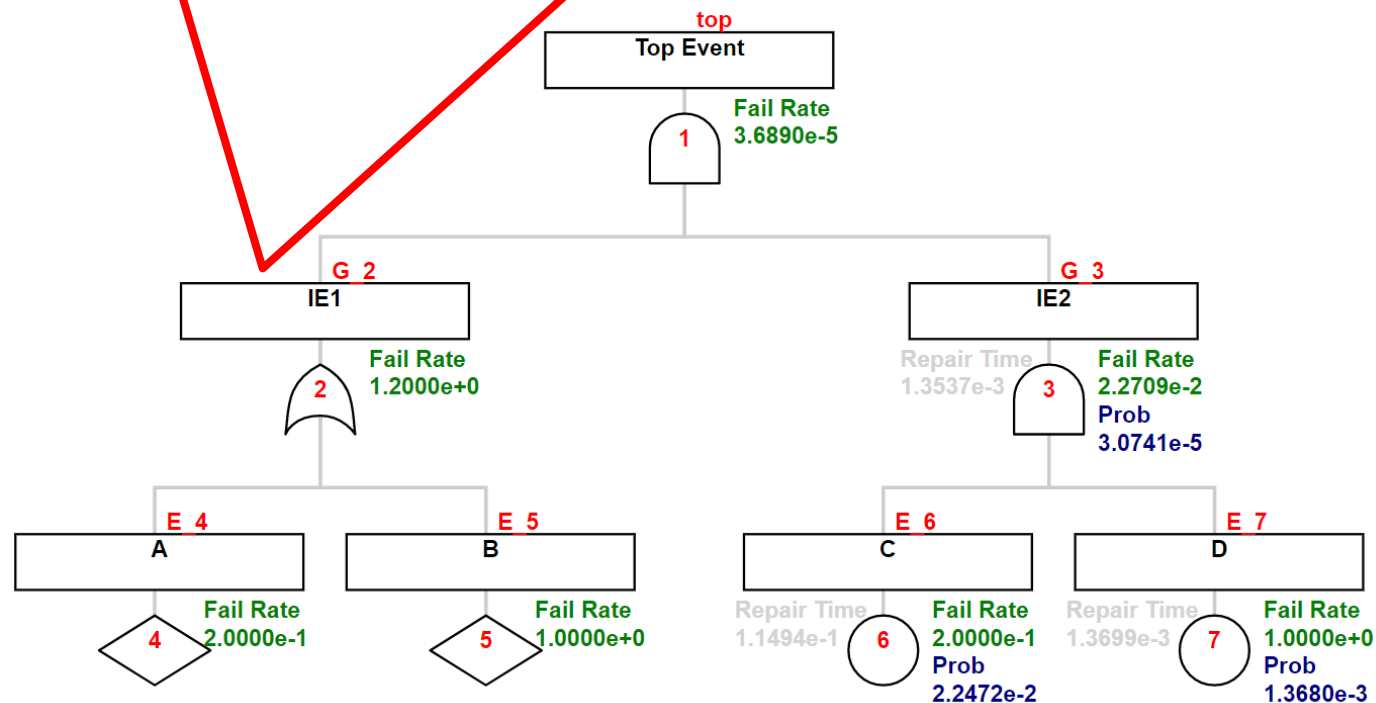 top
Top Event
Fail Rate
3.6890e-5
1
G_2
IE1
Fail Rate
1.2000e+0
2
G_3
IE2
Repair Time
1.3537e-3
3
Fail Rate
2.2709e-2
Prob
3.0741e-5
E_4
A
Fail Rate
2.0000e-1
4
E_5
B
Fail Rate
1.0000e+0
5
E_6
C
Repair Time
1.1494e-1
6
Fail Rate
2.0000e-1
Prob
2.2472e-2
E_7
D
Repair Time
1.3699e-3
7
Fail Rate
1.0000e+0
Prob
1.3680e-3